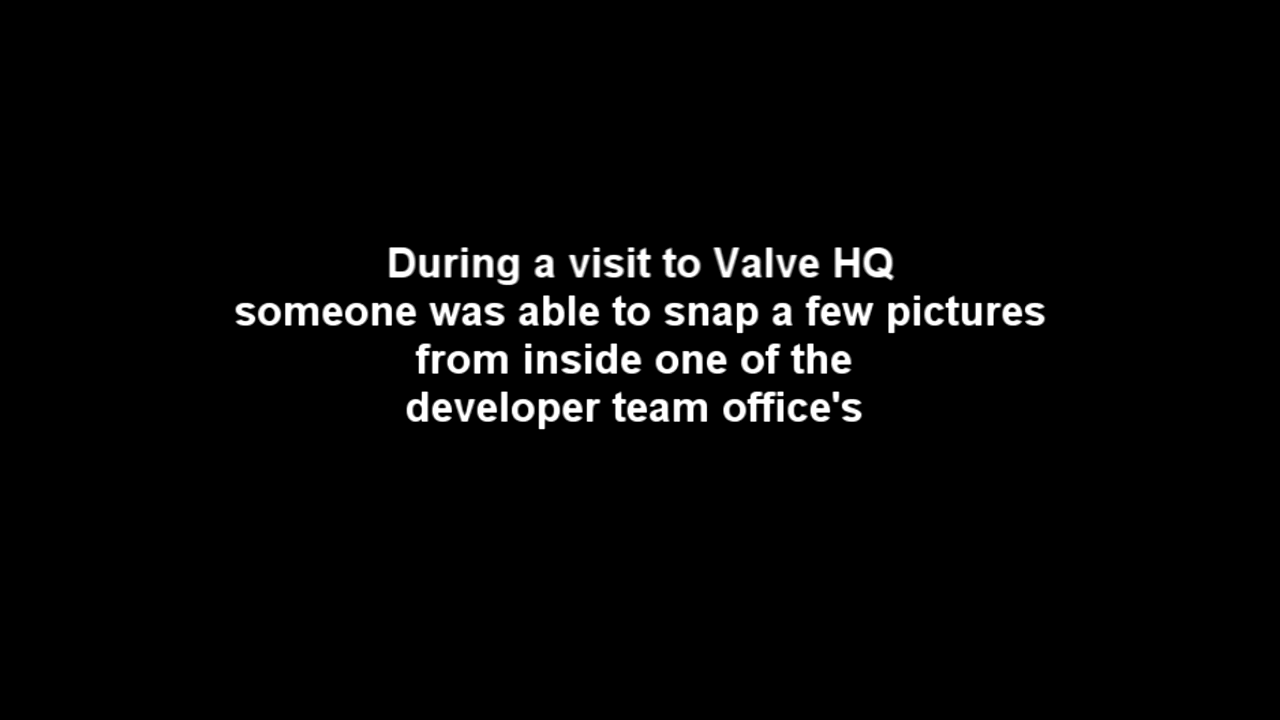 During a visit to Valve HQ
someone was able to snap a few pictures
from inside one of the
developer team office's